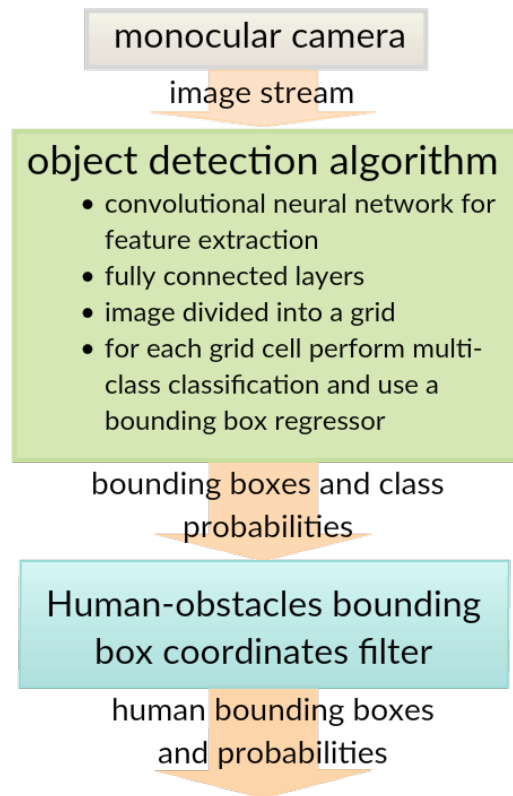 monocular camera
image stream
object detection algorithm
• convolutional neural network for
feature extraction
• fully connected layers
• image divided into a grid
• for each grid cell perform multi-
class classification and use a
bounding box regressor
bounding boxes and class
probabilities
Human-obstacles bounding
box coordinates filter
human bounding boxes
and probabilities